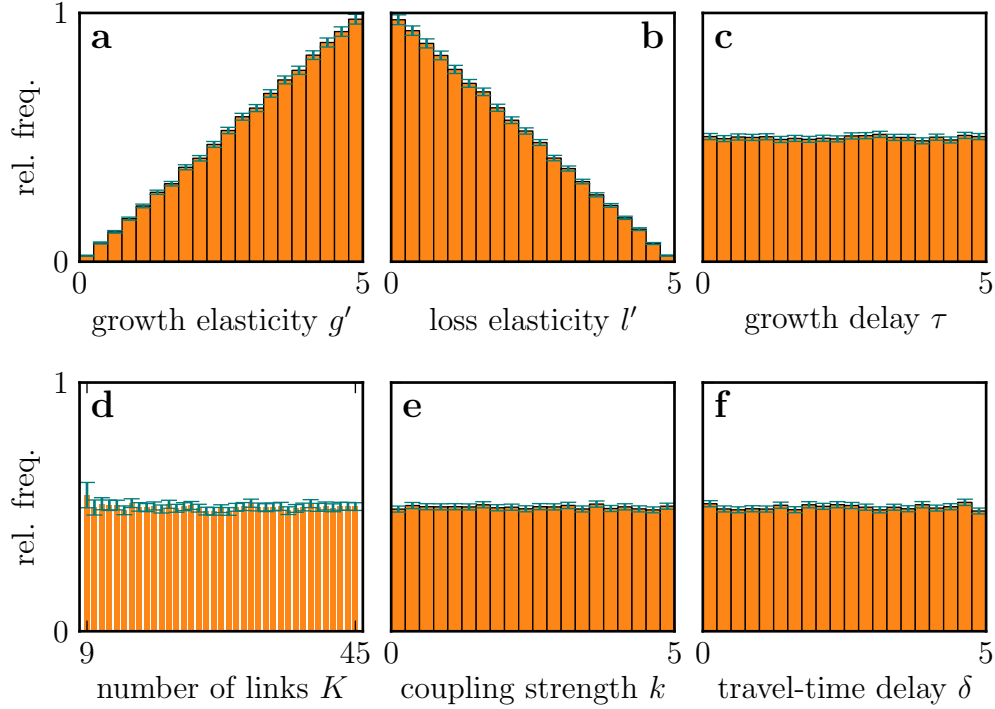 1
a
b
c
rel. freq.
0
0 5 0 5 0 5
growth elasticity g′
loss elasticity l′
growth delay τ
1
d
e
f
rel. freq.
0
9 45 0 5 0 5
number of links K
coupling strength k
travel-time delay δ